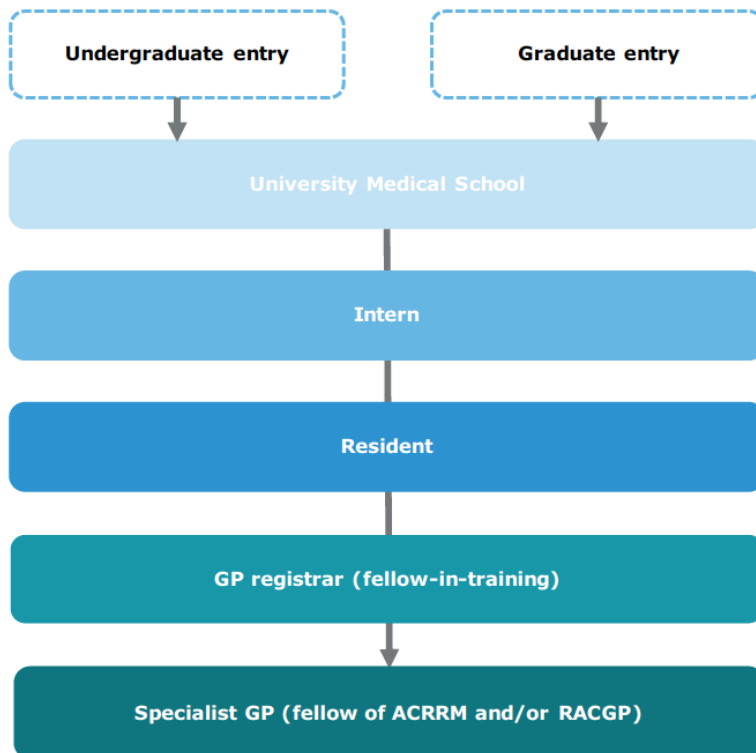 Undergraduate entry
Graduate entry
University Medical School
Intern
Resident
GP registrar (fellow-in-training)
Specialist GP (fellow of ACRRM and/or RACGP)